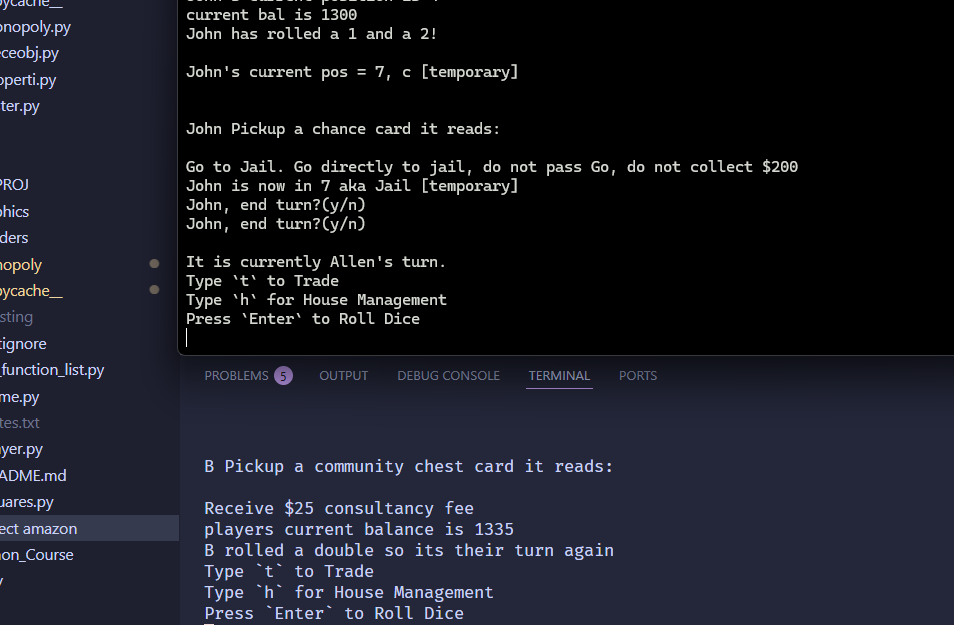 ycache__
onopoly.py
eceobj.py
operti.py
ter.py
PROJ
phics
ders
nopoly
ycache__
sting
tignore
_function_list.py
me.py
tes.txt
ayer.py
ADME.md
uares.py
ect amazon
on_Course
y
current bal is 1300
John has rolled a 1 and a 2!
John's current pos = 7, c [temporary]
John Pickup a chance card it reads:
Go to Jail. Go directly to jail, do not pass Go, do not collect $200
John is now in 7 aka Jail [temporary]
John, end turn?(y/n)
John, end turn?(y/n)
It is currently Allen's turn.
Type `t` to Trade
Type `h` for House Management
Press `Enter` to Roll Dice
PROBLEMS 5 OUTPUT DEBUG CONSOLE TERMINAL PORTS
B Pickup a community chest card it reads:
Receive $25 consultancy fee
players current balance is 1335
B rolled a double so its their turn again
Type `t` to Trade
Type `h` for House Management
Press `Enter` to Roll Dice